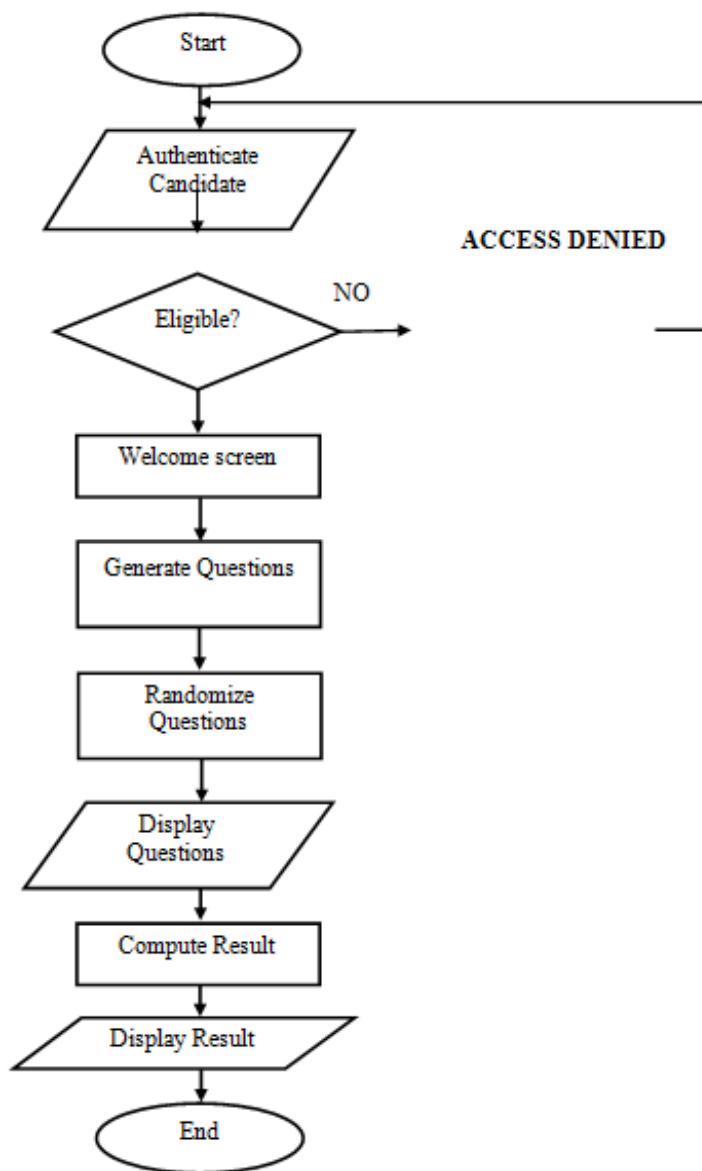 Start
Authenticate
Candidate
ACCESS DENIED
Eligible?
NO
Welcome screen
Generate Questions
Randomize
Questions
Display
Questions
Compute Result
Display Result
End